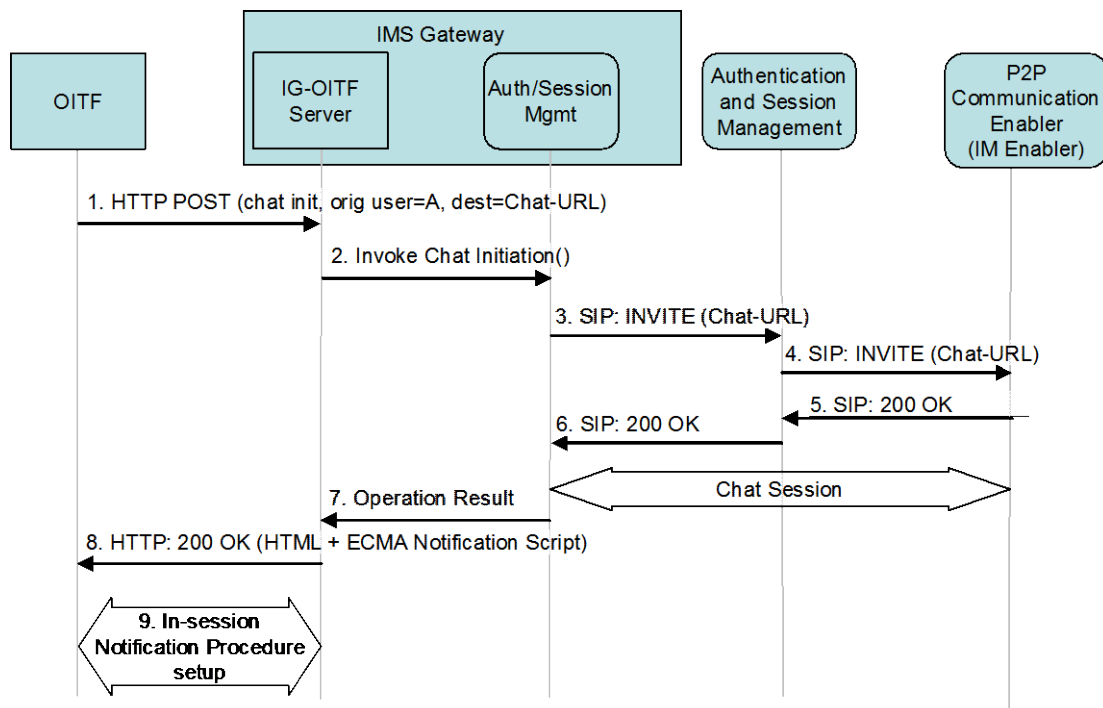 IMS Gateway
OITF
IG-OITF
Server
Auth/Session
Mgmt
Authentication
and Session
Management
P2P
Communication
Enabler
(IM Enabler)
1. HTTP POST (chat init, orig user=A, dest=Chat-URL)
2. Invoke Chat Initiation()
3. SIP: INVITE (Chat-URL)
4. SIP: INVITE (Chat-URL)
5. SIP: 200 OK
6. SIP: 200 OK
Chat Session
7. Operation Result
8. HTTP: 200 OK (HTML + ECMA Notification Script)
9. In-session
Notification Procedure
setup